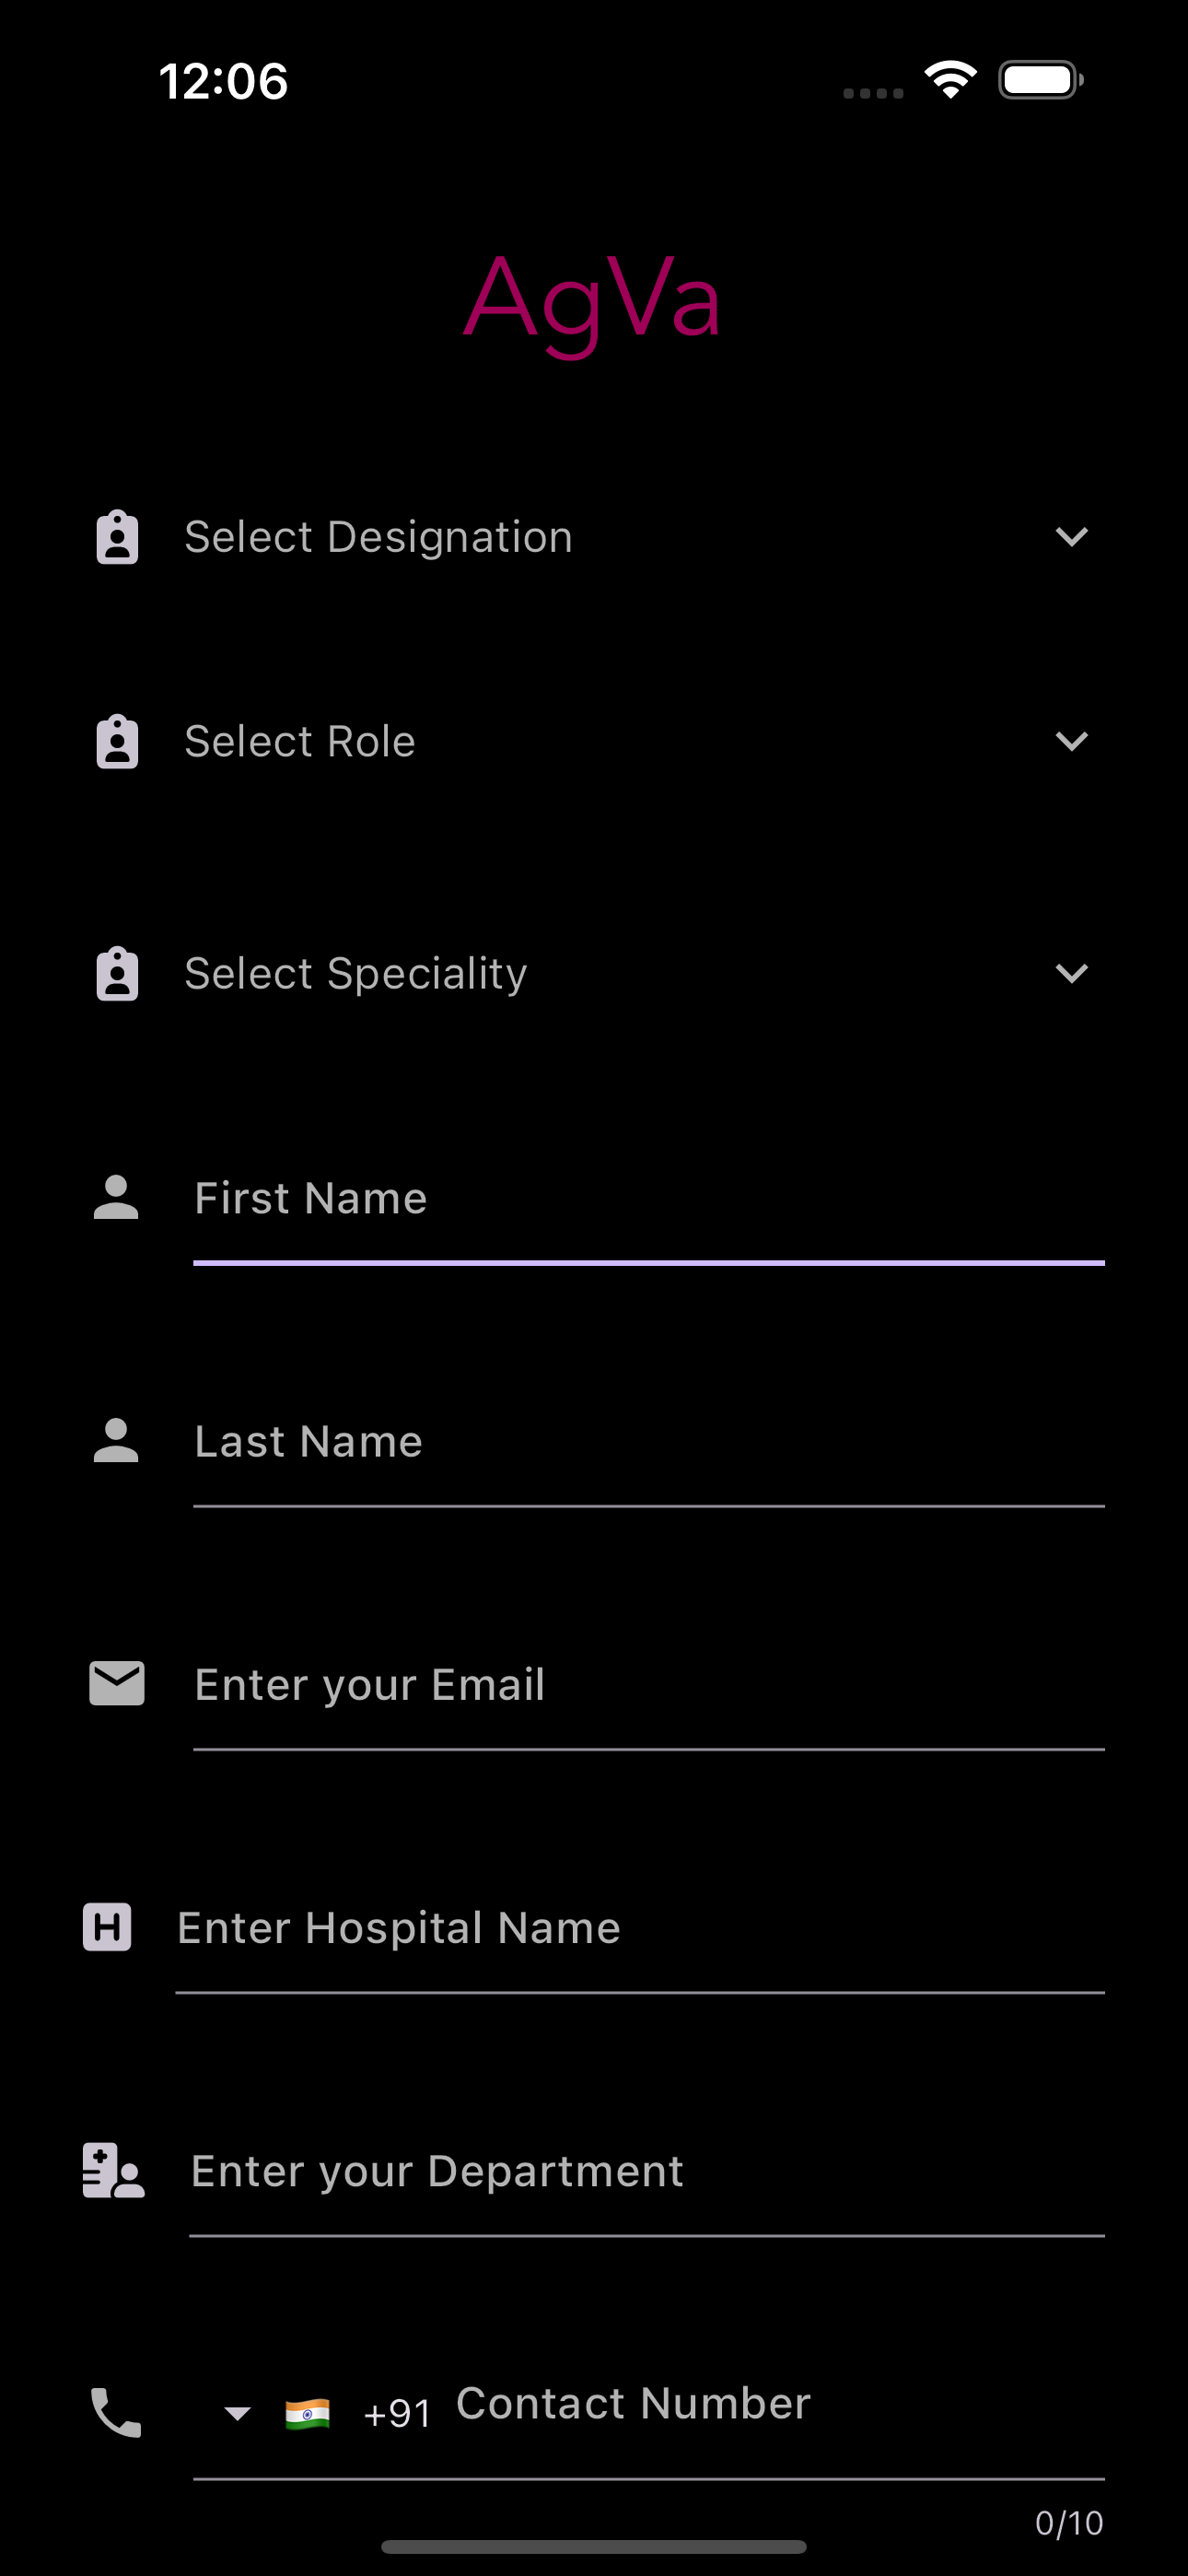 12:06
AgVa
Select Designation
Select Role
Select Speciality
First Name
Last Name
Enter your Email
H Enter Hospital Name
Enter your Department
+91 Contact Number
0/10